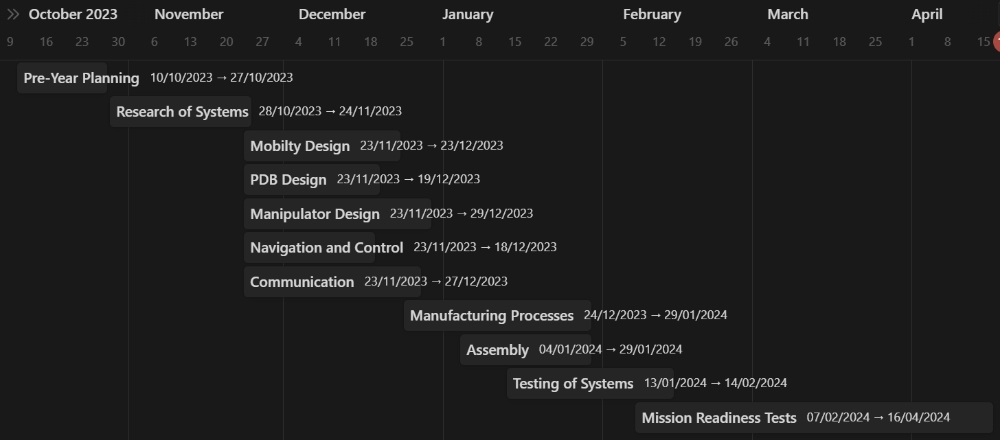 October 2023 November December January February March April
9 16 23 30 6 13 20 27 4 11 18 25 1 8 15 22 29 5 12 19 26 4 11 18 25 1 8 15
Pre-Year Planning 10/10/2023 → 27/10/2023
Research of Systems 28/10/2023 → 24/11/2023
Mobilty Design 23/11/2023 → 23/12/2023
PDB Design 23/11/2023 → 19/12/2023
Manipulator Design 23/11/2023 → 29/12/2023
Navigation and Control 23/11/2023 → 18/12/2023
Communication 23/11/2023 → 27/12/2023
Manufacturing Processes 24/12/2023 → 29/01/2024
Assembly 04/01/2024 → 29/01/2024
Testing of Systems 13/01/2024 → 14/02/2024
Mission Readiness Tests 07/02/2024 → 16/04/2024